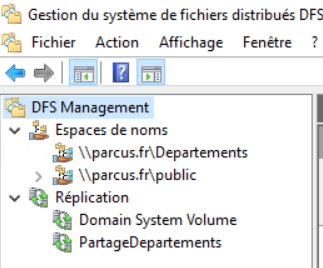 Gestion du système de fichiers distribués DFS
Fichier Action Affichage Fenêtre ?
DFS Management
Espaces de noms
\\parcus.fr\Departements
\\parcus.fr\public
Réplication
Domain System Volume
PartageDepartements